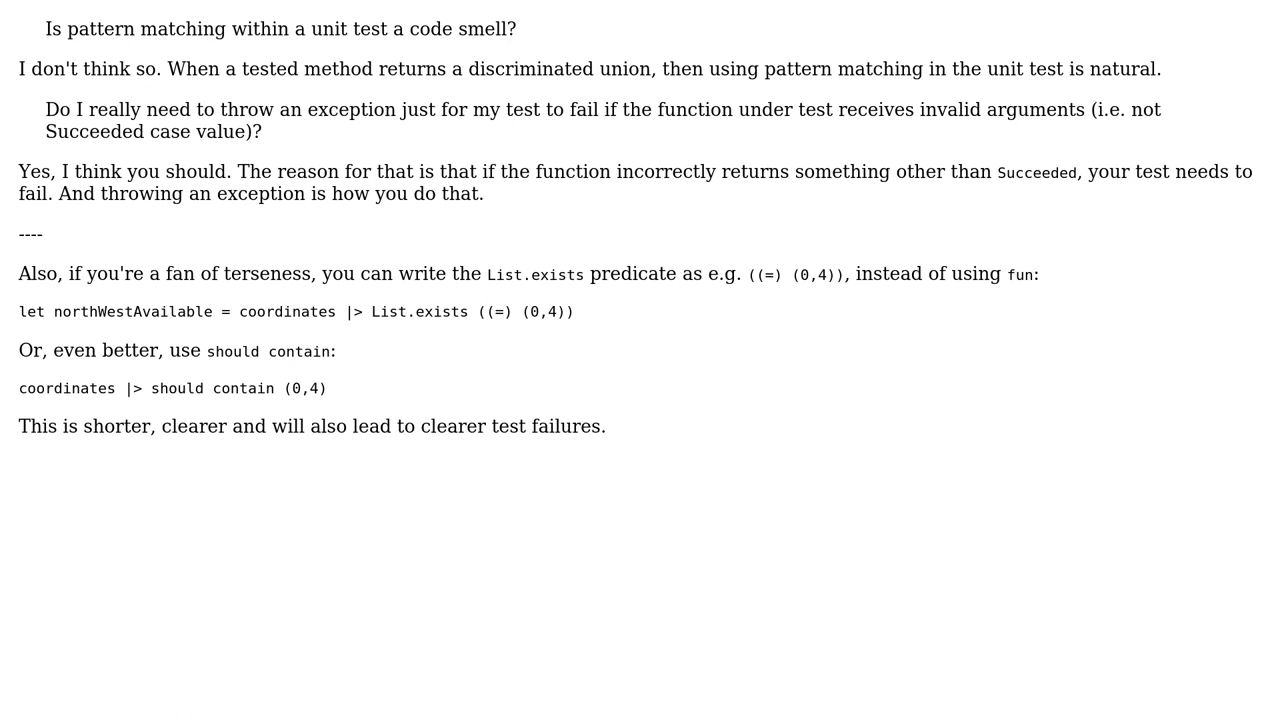 Is pattern matching within a unit test a code smell?
I don't think so. When a tested method returns a discriminated union, then using pattern matching in the unit test is natural.
Do I really need to throw an exception just for my test to fail if the function under test receives invalid arguments (i.e. not
Succeeded case value)?
Yes, I think you should. The reason for that is that if the function incorrectly returns something other than Succeeded, your test needs to
fail. And throwing an exception is how you do that.
----
Also, if you're a fan of terseness, you can write the List.exists predicate as e.g. ((=) (0,4)), instead of using fun:
let northWestAvailable = coordinates |> List.exists ((=) (0,4))
Or, even better, use should contain:
coordinates |> should contain (0,4)
This is shorter, clearer and will also lead to clearer test failures.